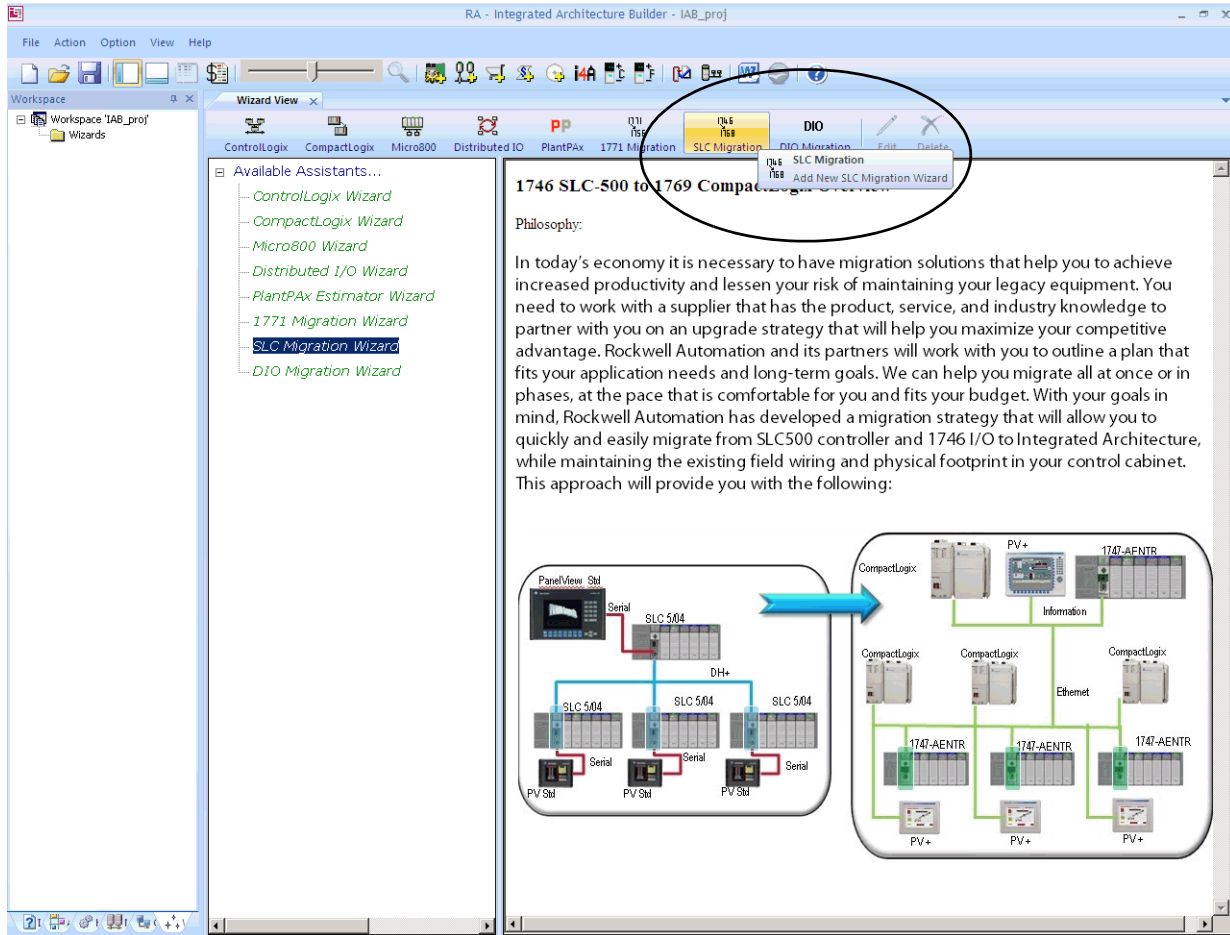 RA - Integrated Architecture Builder - IAB_proj
File Action Option View Help
Workspace
Workspace 'IAB_proj'
Wizards
Wizard View
ControlLogix
CompactLogix
Micro800
Distributed IO
PP
PlantPAx
1771
1771 Migration
1746
1768
SLC Migration
DIO
DIO Migration
Edit
Delete
1746
1768
SLC Migration
Add New SLC Migration Wizard
Available Assistants...
ControlLogix Wizard
CompactLogix Wizard
Micro800 Wizard
Distributed I/O Wizard
PlantPAx Estimator Wizard
1771 Migration Wizard
SLC Migration Wizard
DIO Migration Wizard
1746 SLC-500 to 1769 CompactLogix Overview
Philosophy:
In today's economy it is necessary to have migration solutions that help you to achieve
increased productivity and lessen your risk of maintaining your legacy equipment. You
need to work with a supplier that has the product, service, and industry knowledge to
partner with you on an upgrade strategy that will help you maximize your competitive
advantage. Rockwell Automation and its partners will work with you to outline a plan that
fits your application needs and long-term goals. We can help you migrate all at once or in
phases, at the pace that is comfortable for you and fits your budget. With your goals in
mind, Rockwell Automation has developed a migration strategy that will allow you to
quickly and easily migrate from SLC500 controller and 1746 I/O to Integrated Architecture,
while maintaining the existing field wiring and physical footprint in your control cabinet.
This approach will provide you with the following:
PanelView Std
Serial
SLC 5/04
DH+
SLC 5/04
SLC 5/04
SLC 5/04
Serial
Serial
Serial
PV Std
PV Std
PV Std
CompactLogix
PV+
1747-AENTR
Information
CompactLogix
CompactLogix
CompactLogix
Ethernet
1747-AENTR
1747-AENTR
1747-AENTR
PV+
PV+
PV+